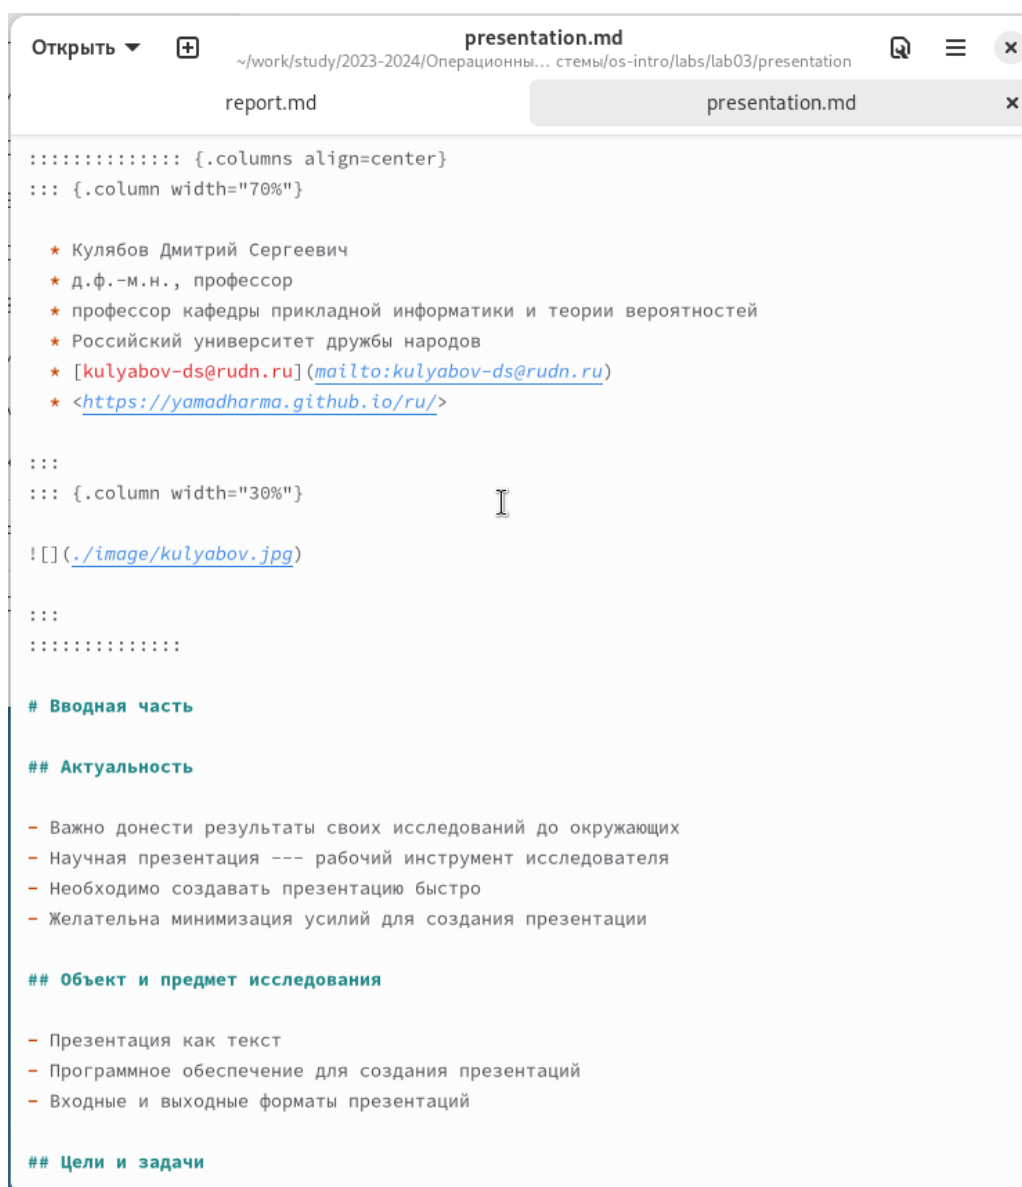 Открыть
presentation.md
~/work/study/2023-2024/Операционны… стемы/os-intro/labs/lab03/presentation
report.md
presentation.md
:::::::::::::: {.columns align=center}
::: {.column width="70%"}
* Кулябов Дмитрий Сергеевич
* д.ф.-м.н., профессор
* профессор кафедры прикладной информатики и теории вероятностей
* Российский университет дружбы народов
* [kulyabov-ds@rudn.ru](mailto:kulyabov-ds@rudn.ru)
* <https://yamadharma.github.io/ru/>
:::
::: {.column width="30%"}
![](./image/kulyabov.jpg)
:::
::::::::::::::
# Вводная часть
## Актуальность
- Важно донести результаты своих исследований до окружающих
- Научная презентация --- рабочий инструмент исследователя
- Необходимо создавать презентацию быстро
- Желательна минимизация усилий для создания презентации
## Объект и предмет исследования
- Презентация как текст
- Программное обеспечение для создания презентаций
- Входные и выходные форматы презентаций
## Цели и задачи